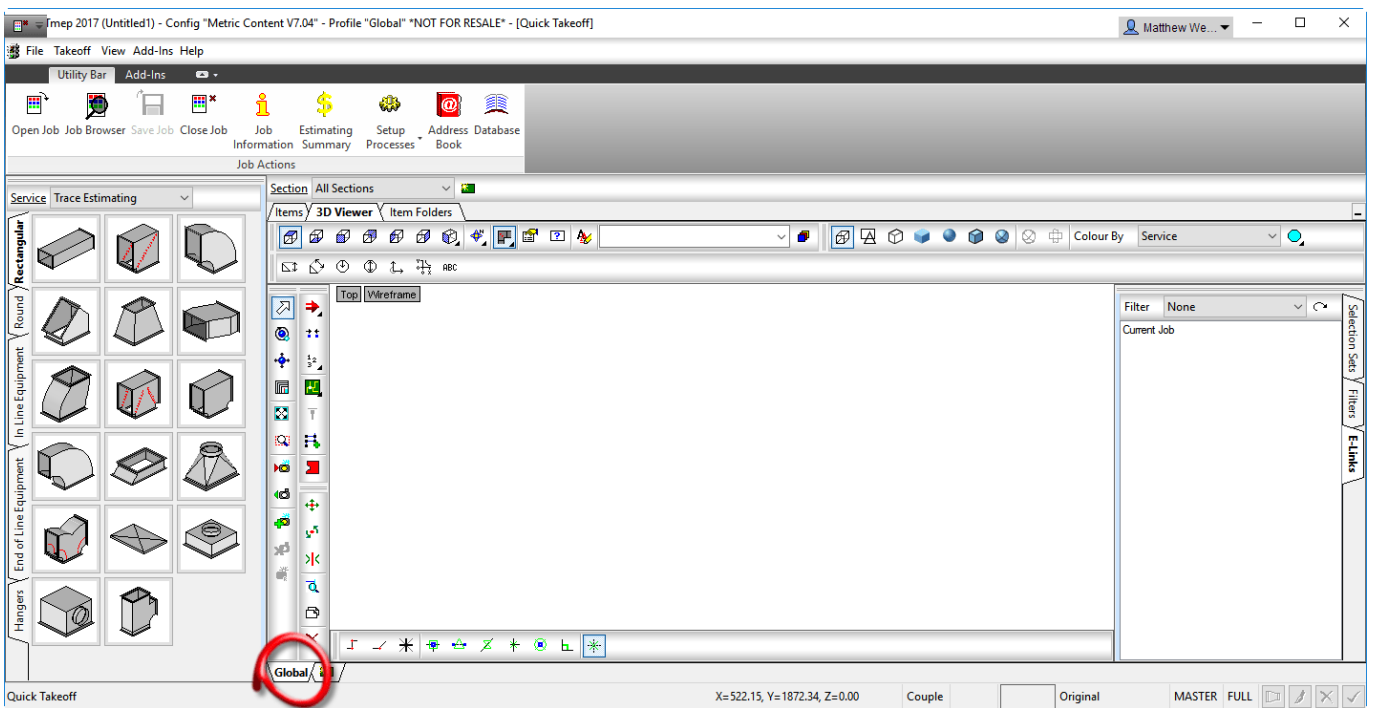 Tmep 2017 (Untitled1) - Config "Metric Content V7.04" - Profile "Global" *NOT FOR RESALE* - [Quick Takeoff]
Matthew We...
File Takeoff View Add-Ins Help
Utility Bar Add-Ins
Open Job Job Browser Save Job Close Job Job Information Estimating Summary Setup Processes Address Book Database
Job Actions
Service Trace Estimating
Section All Sections
Items 3D Viewer Item Folders
Colour By Service
ABC
Top Wireframe
Filter None
Current Job
Rectangular
Round
In Line Equipment
End of Line Equipment
Hangers
Selection Sets
Filters
E-Links
Global
Quick Takeoff
X=522.15, Y=1872.34, Z=0.00
Couple
Original
MASTER FULL